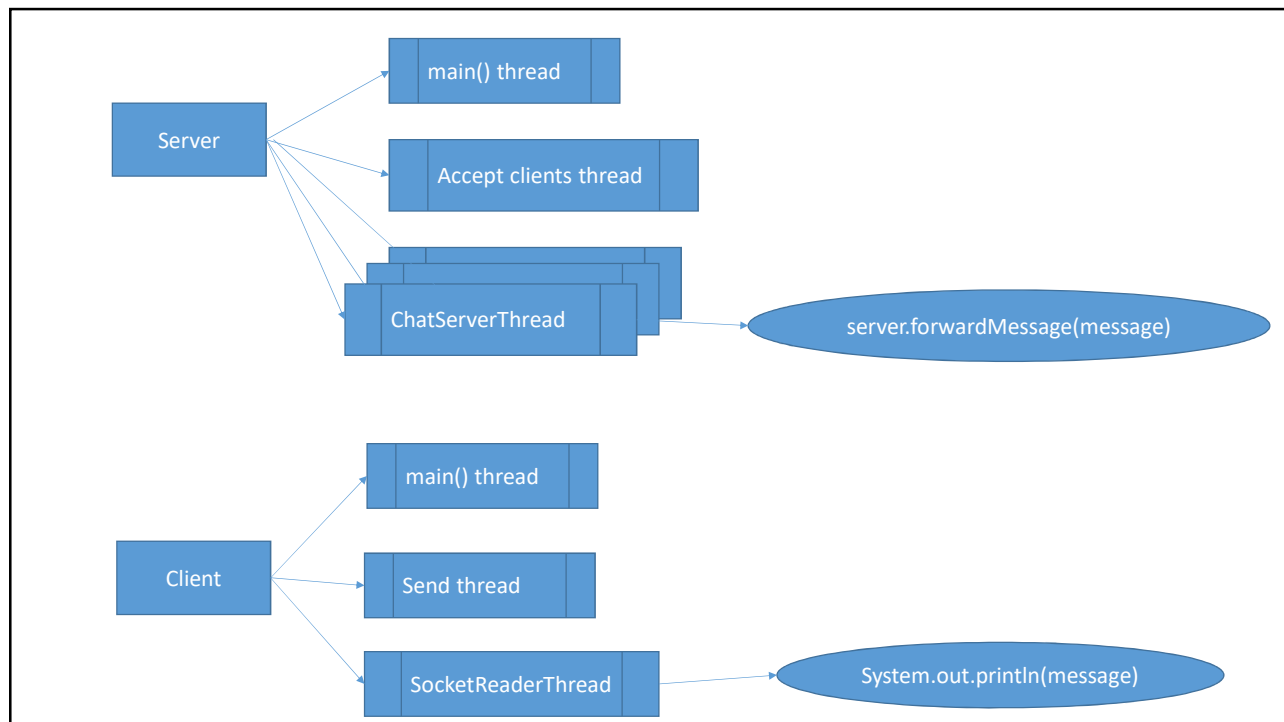 main() thread
Server
Accept clients thread
ChatServerThread
server.forwardMessage(message)
main() thread
Client
Send thread
SocketReaderThread
System.out.println(message)